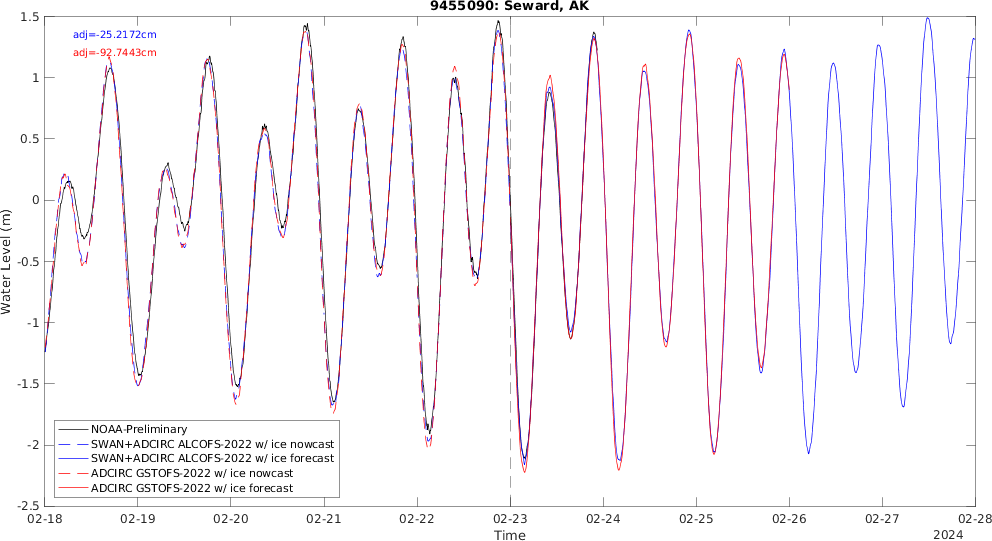 9455090: Seward, AK
adj=-25.2172cm
adj=-92.7443cm
1.5
1
0.5
0
-0.5
-1
-1.5
-2
-2.5
Water Level (m)
NOAA-Preliminary
SWAN+ADCIRC ALCOFS-2022 w/ ice nowcast
SWAN+ADCIRC ALCOFS-2022 w/ ice forecast
ADCIRC GSTOFS-2022 w/ ice nowcast
ADCIRC GSTOFS-2022 w/ ice forecast
02-18 02-19 02-20 02-21 02-22 02-23 02-24 02-25 02-26 02-27 02-28
Time
2024